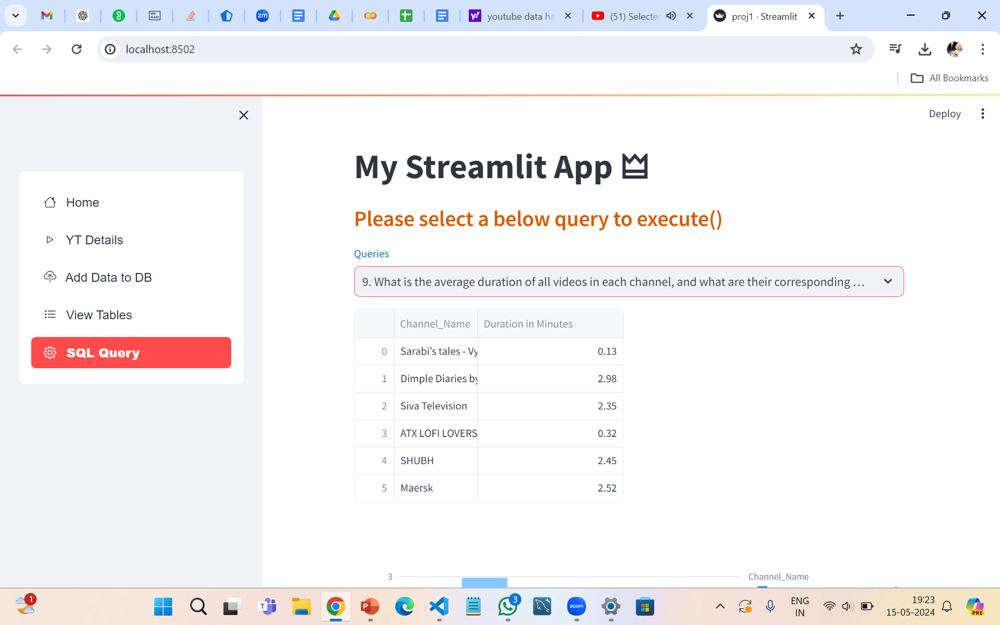 zm
youtube data ha
(51) Selected
proj1 · Streamlit
localhost:8502
All Bookmarks
Deploy
My Streamlit App
Please select a below query to execute()
Home
YT Details
Add Data to DB
View Tables
SQL Query
Queries
9. What is the average duration of all videos in each channel, and what are their corresponding …
Channel_Name Duration in Minutes
0 Sarabi’s tales - Vy 0.13
1 Dimple Diaries by 2.98
2 Siva Television 2.35
3 ATX LOFI LOVERS 0.32
4 SHUBH 2.45
5 Maersk 2.52
3
Channel_Name
1
3
zoom
ENG
IN
19:23
15-05-2024
PRE